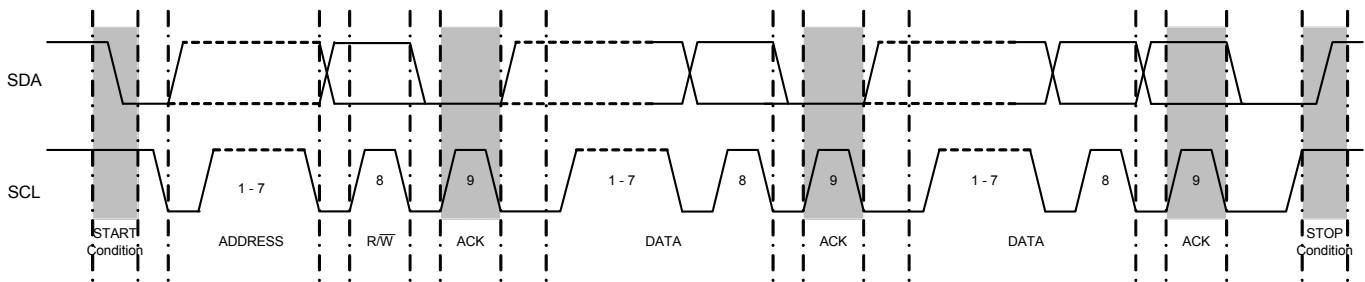 SDA
SCL
1 - 7
8
9
1 - 7
8
9
1 - 7
8
9
START
Condition
ADDRESS
R/W̅
ACK
DATA
ACK
DATA
ACK
STOP
Condition